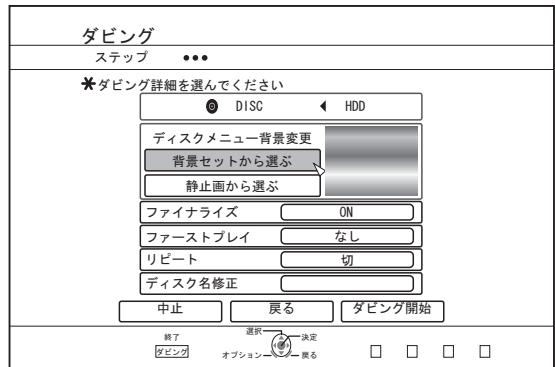 ダビング
ステップ ●●●
✱ダビング詳細を選んでください
DISC ◀ HDD
ディスクメニュー背景変更
背景セットから選ぶ
静止画から選ぶ
ファイナライズ ON
ファーストプレイ なし
リピート 切
ディスク名修正
中止 戻る ダビング開始
終了 選択 決定
ダビング オプション 戻る